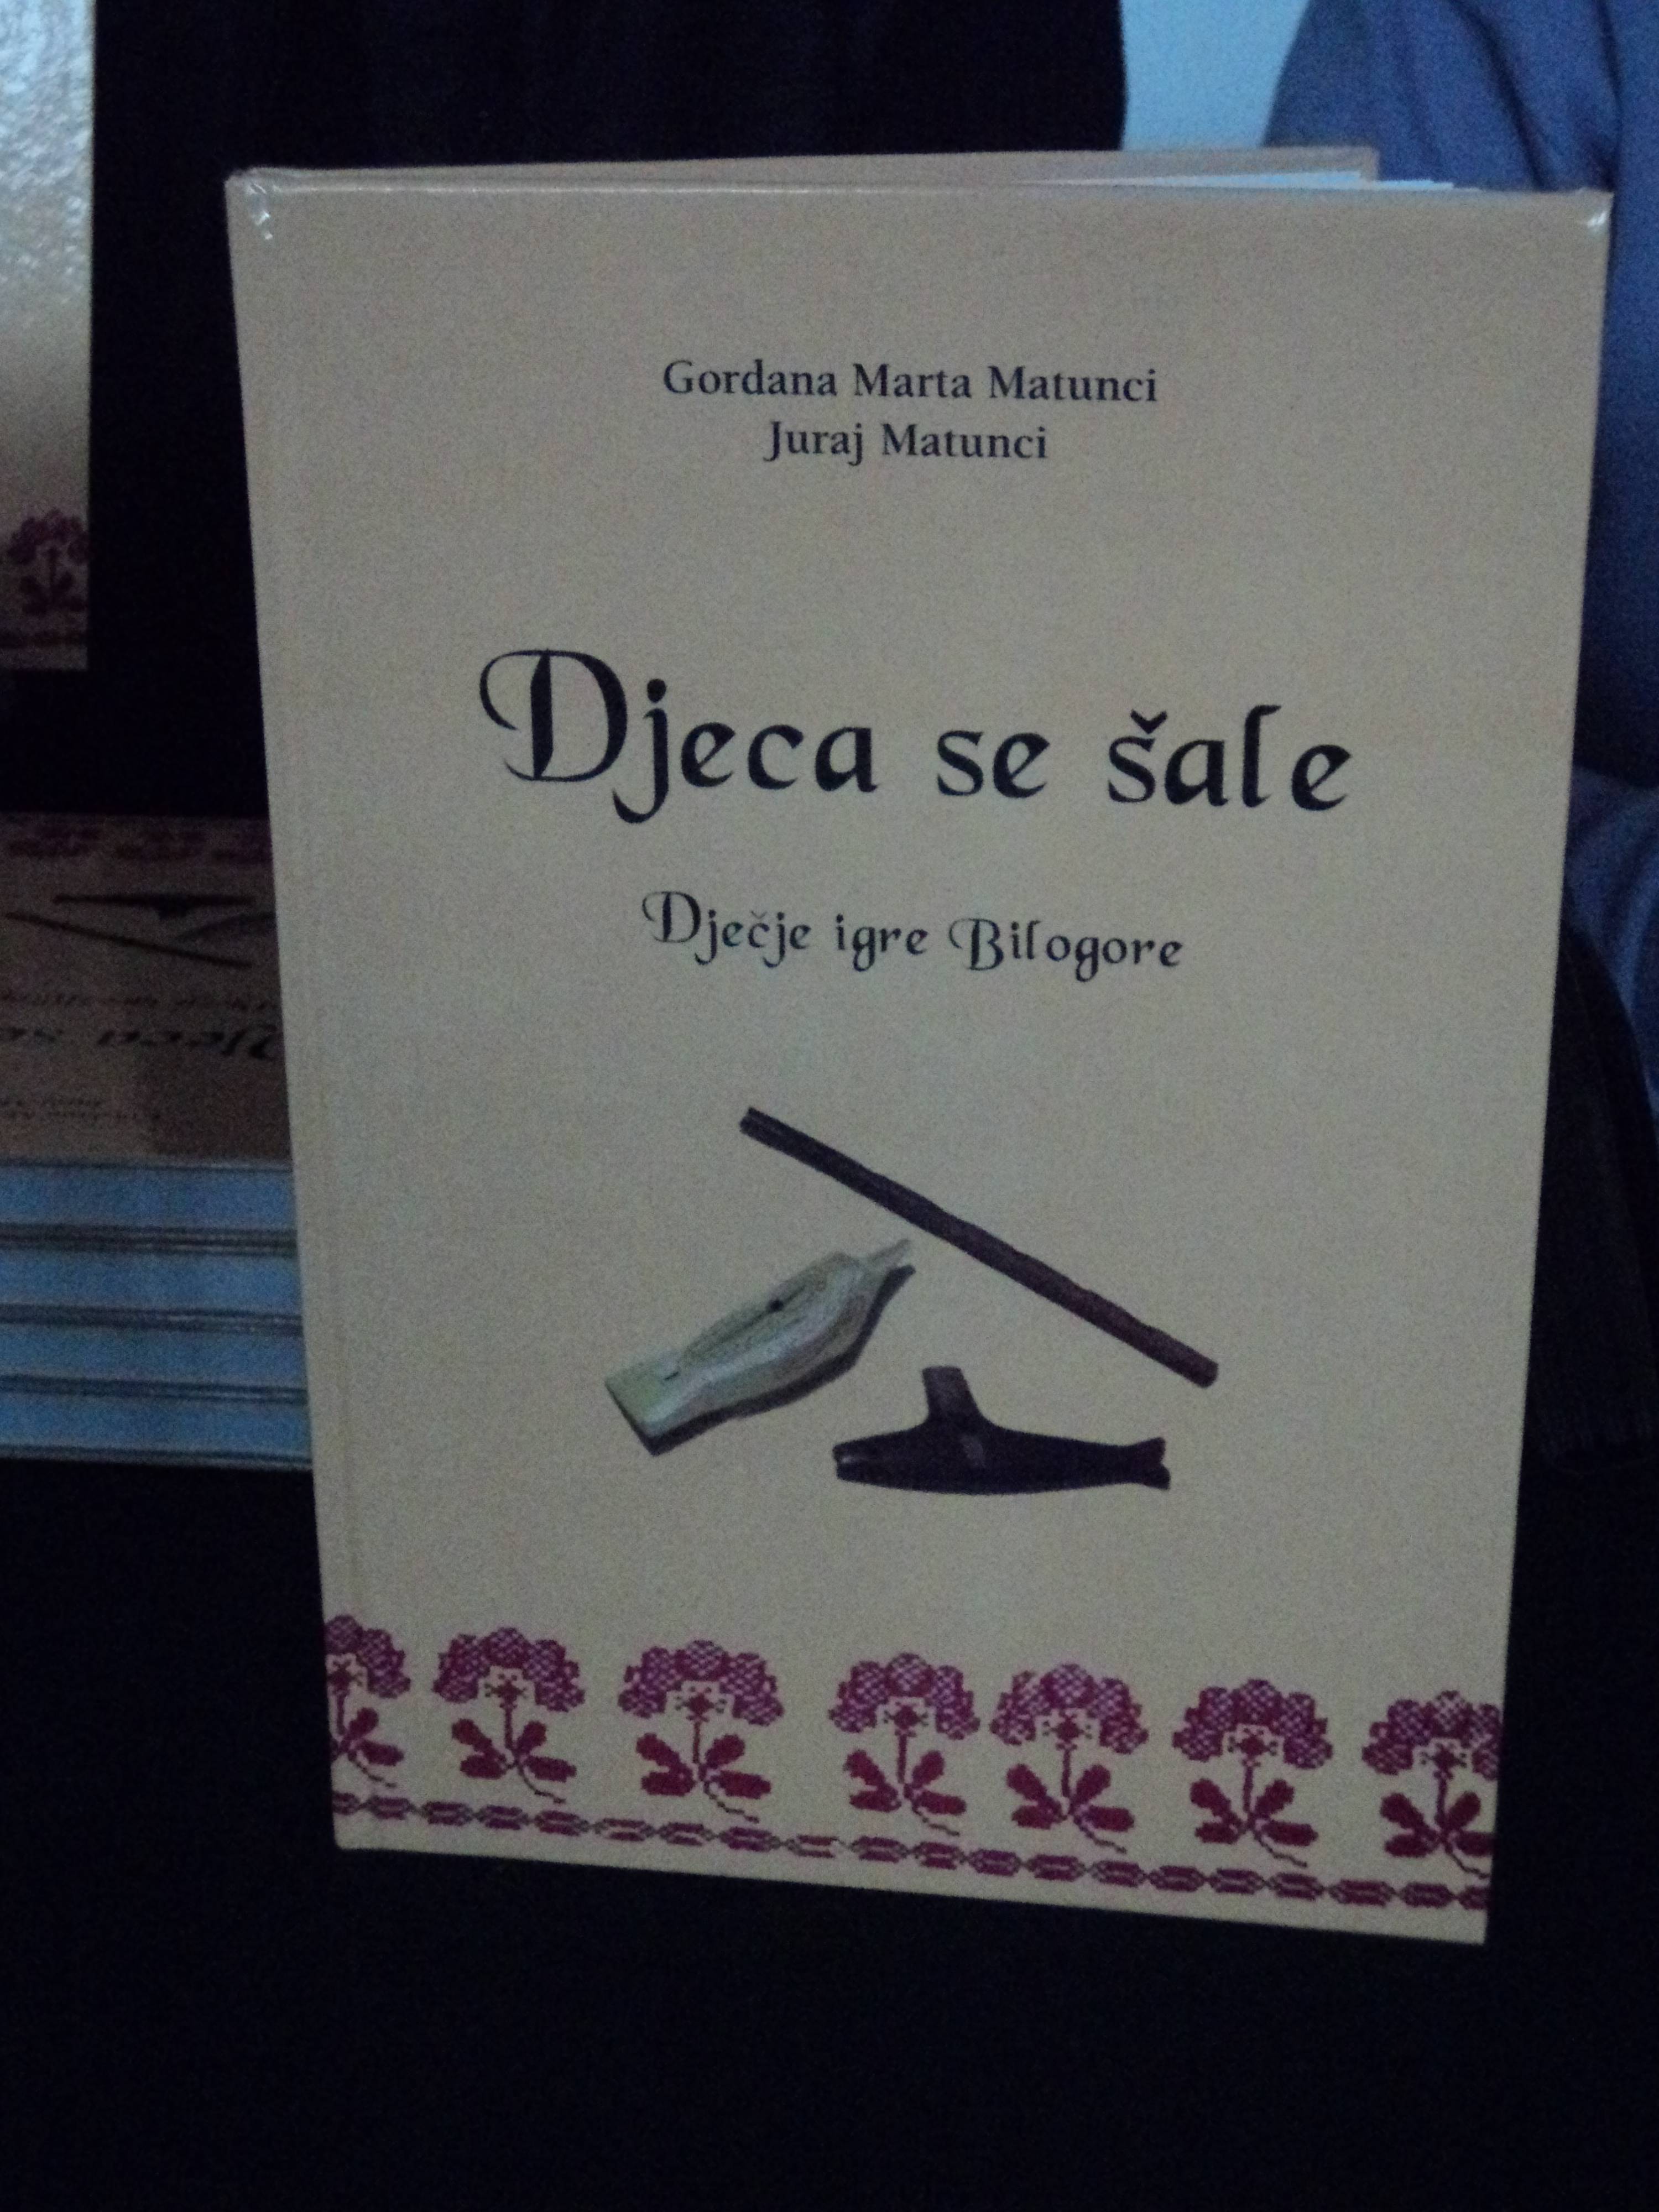 Gordana Marta Matunci
Juraj Matunci
Djeca se šale
Dječje igre Bilogore